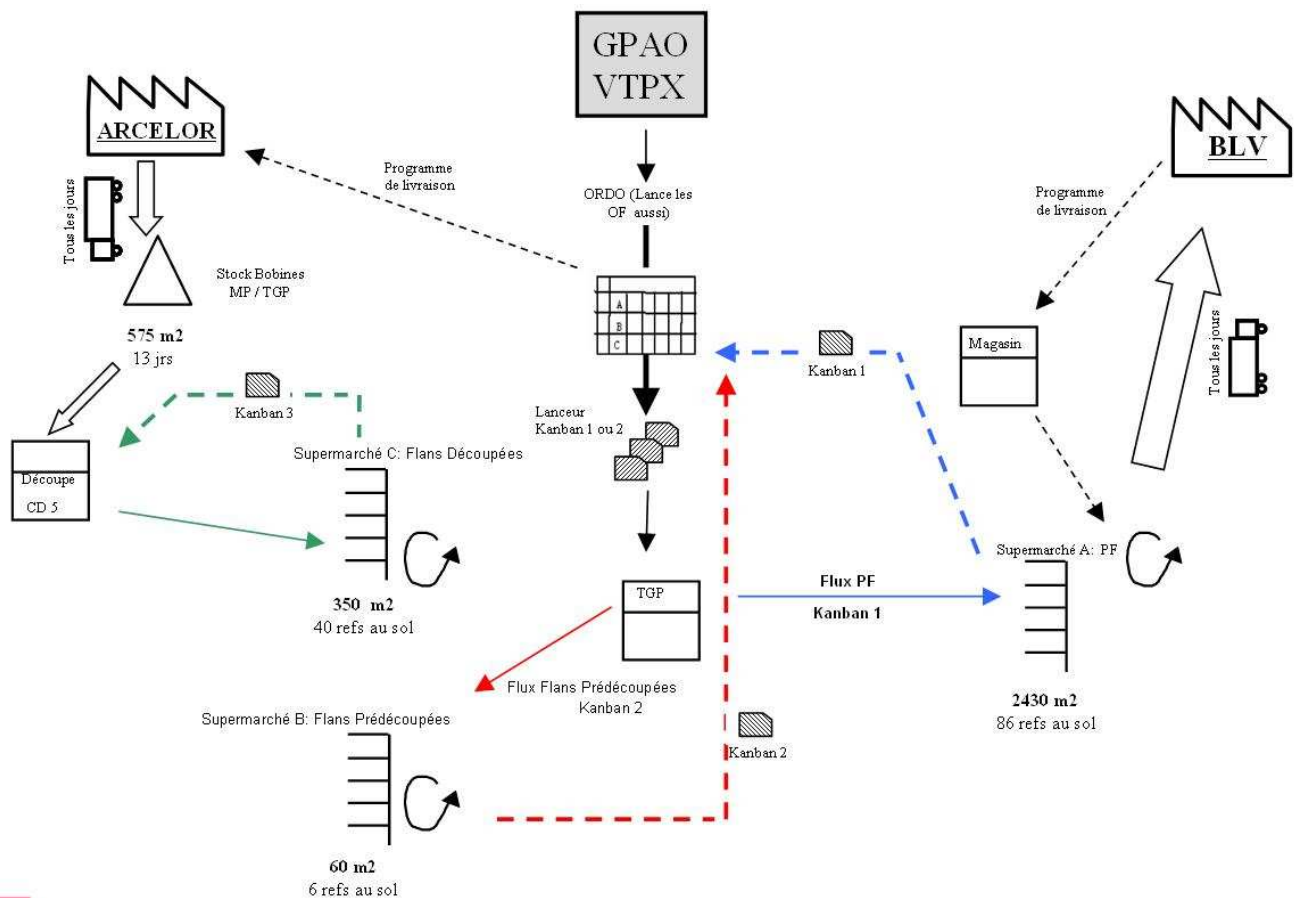 GPAO
VTPX
ARCELOR
BLV
Programme
de livraison
Programme
de livraison
Tous les jours
ORDO (Lance les
OF aussi)
Stock Bobines
MP / TGP
A
B
C
Magasin
Tous les jours
575 m2
13 jrs
Kanban 1
Kanban 3
Lanceur
Kanban 1 ou 2
Supermarché C: Flans Découpées
Découpe
CD 5
Supermarché A: PF
350 m2
40 refs au sol
TGP
Flux PF
Kanban 1
Flux Flans Prédécoupées
Kanban 2
2430 m2
86 refs au sol
Supermarché B: Flans Prédécoupées
Kanban 2
60 m2
6 refs au sol